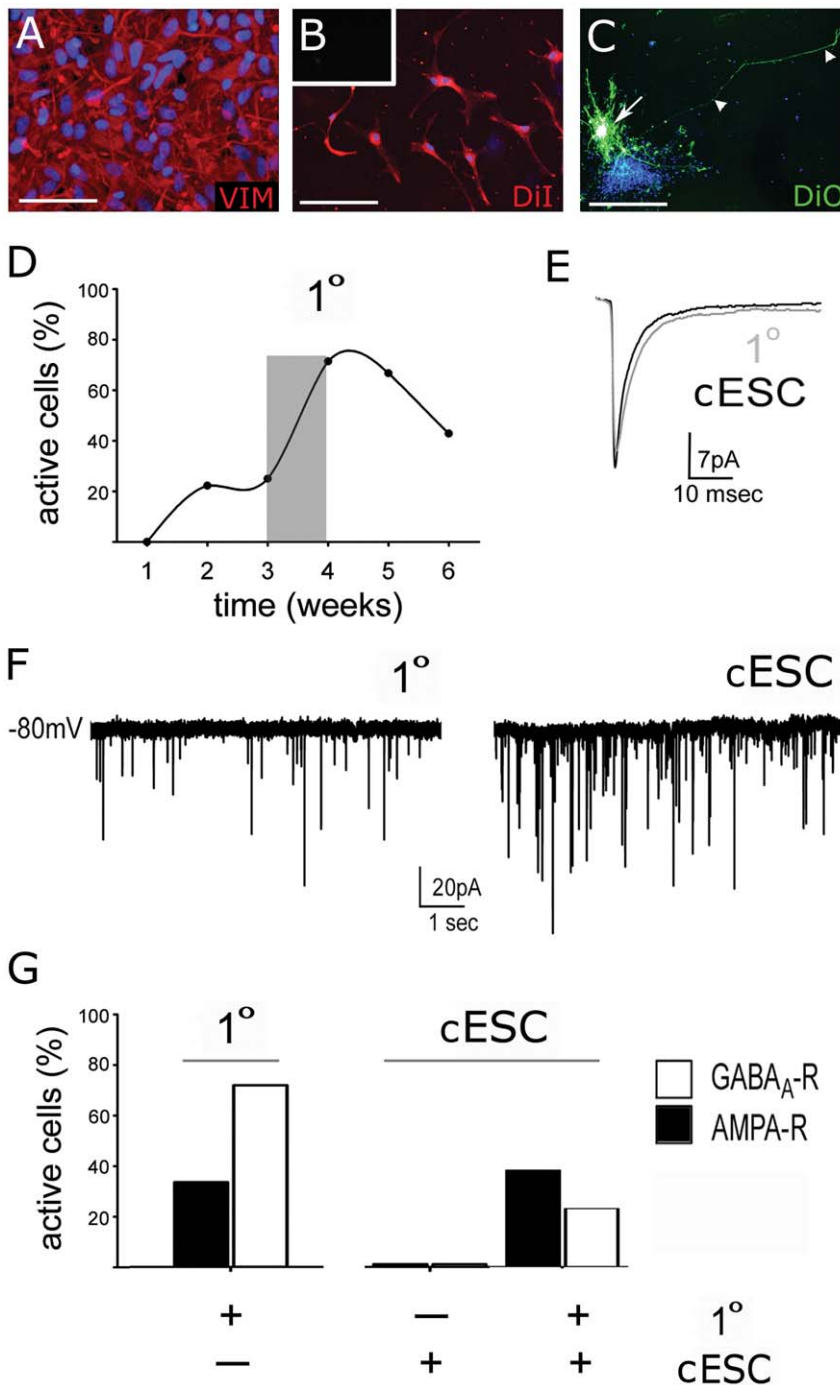 A
B
C
VIM
DiI
DiO
D
1°
100
80
60
40
20
active cells (%)
1 2 3 4 5 6
time (weeks)
E
1°
cESC
7pA
10 msec
F
1°
cESC
-80mV
20pA
1 sec
G
1°
cESC
100
80
60
40
20
active cells (%)
GABAA-R
AMPA-R
+ — + 1°
— + + cESC